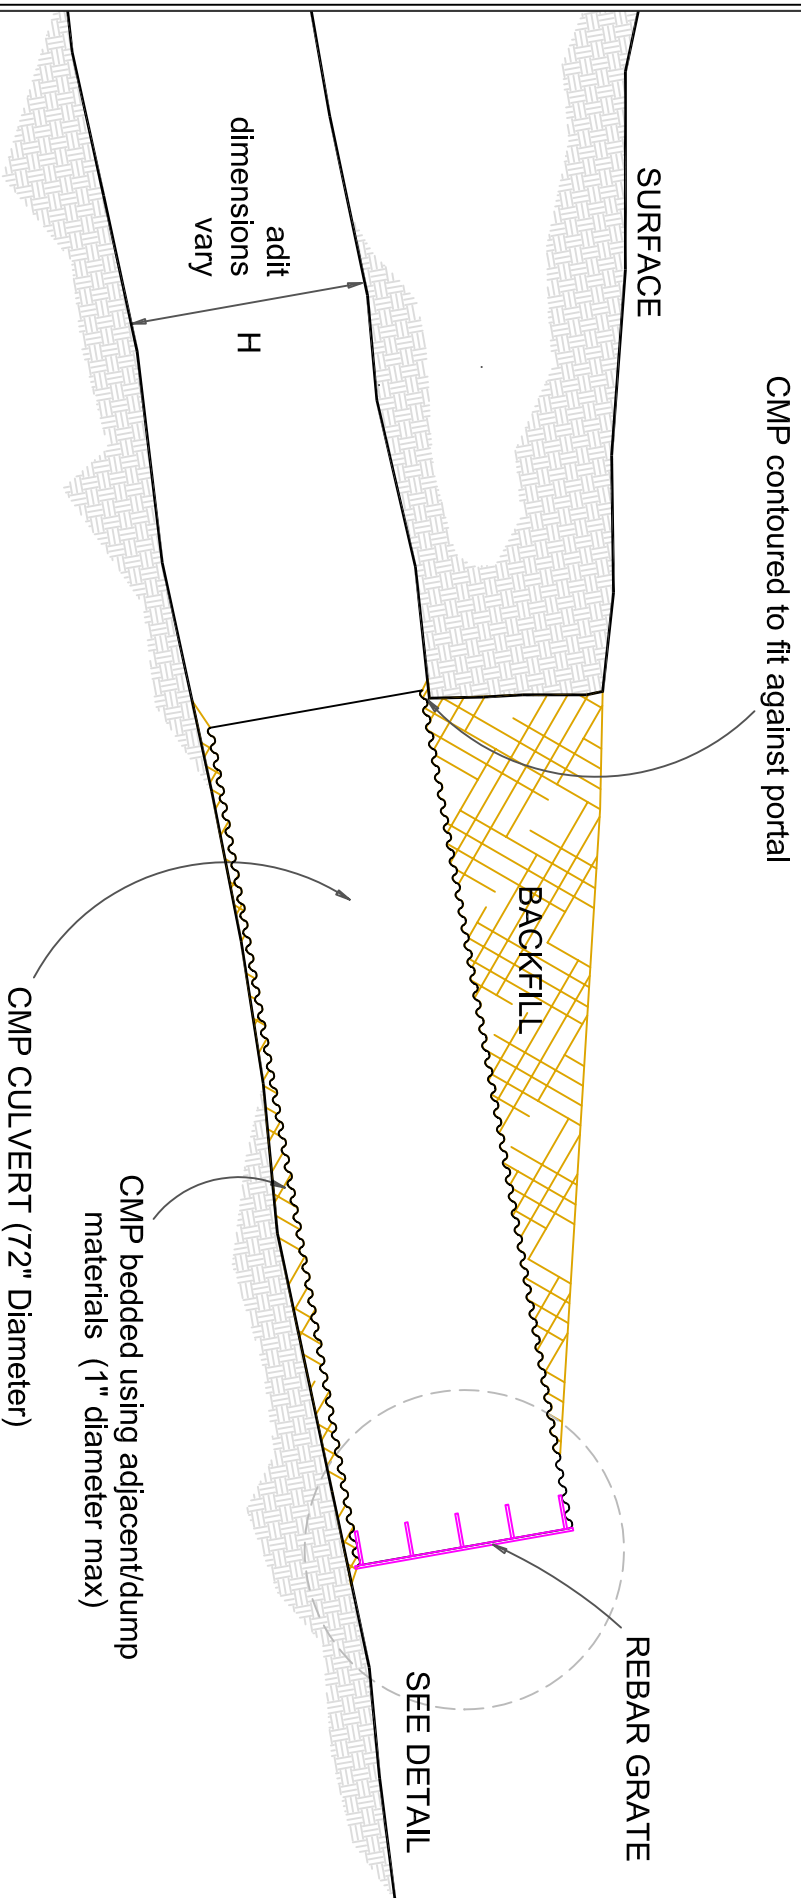 CMP contoured to fit against portal
SURFACE
REBAR GRATE
BACKFILL
SEE DETAIL
adit
dimensions
vary
H
CMP bedded using adjacent/dump
materials (1" diameter max)
CMP CULVERT (72" Diameter)